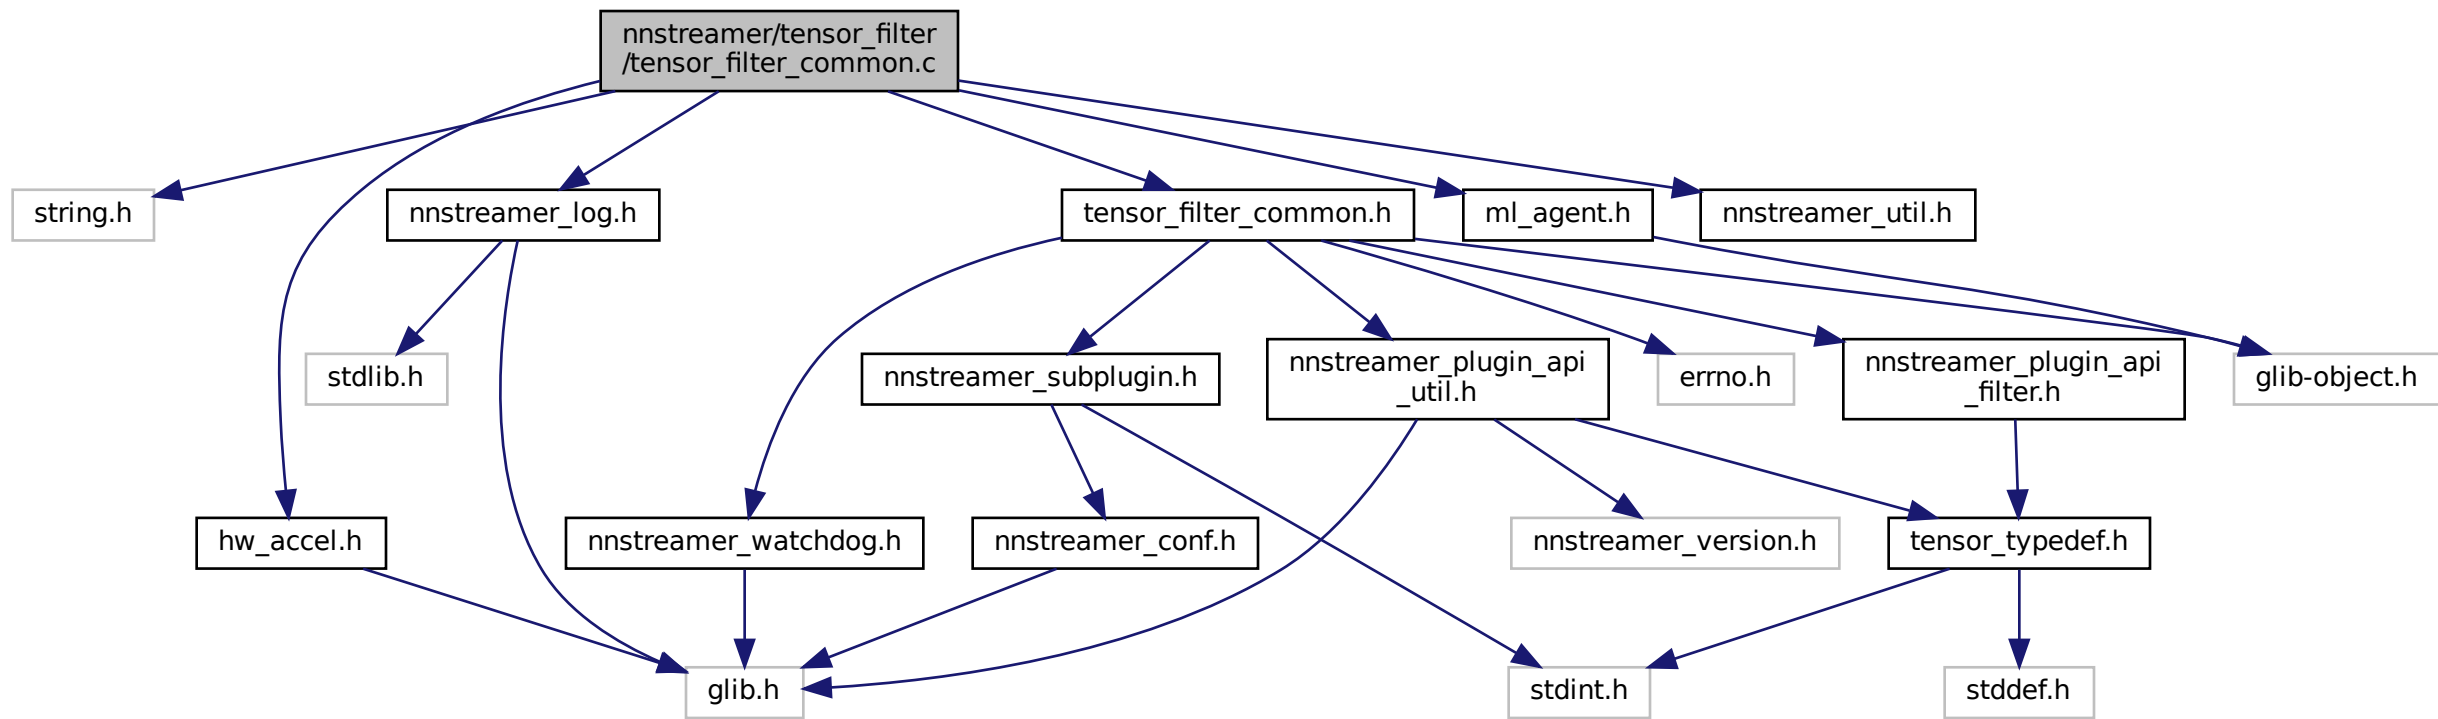 nnstreamer/tensor_filter
/tensor_filter_common.c
string.h
nnstreamer_log.h
tensor_filter_common.h
ml_agent.h
nnstreamer_util.h
stdlib.h
nnstreamer_subplugin.h
nnstreamer_plugin_api
_util.h
errno.h
nnstreamer_plugin_api
_filter.h
glib-object.h
hw_accel.h
nnstreamer_watchdog.h
nnstreamer_conf.h
nnstreamer_version.h
tensor_typedef.h
glib.h
stdint.h
stddef.h